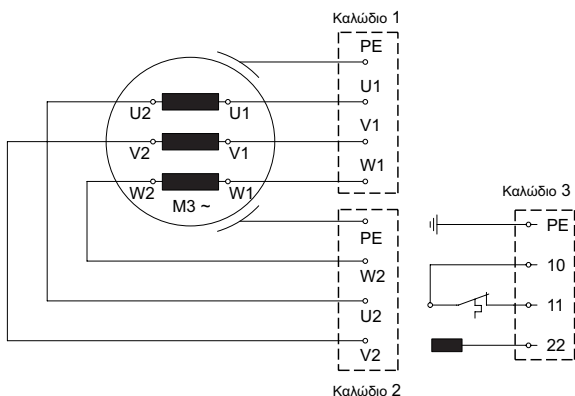 Καλώδιο 1
PE
U1
V1
W1
U2 U1
V2 V1
W2 W1
M3 ~
PE
W2
U2
V2
Καλώδιο 2
Καλώδιο 3
PE
10
11
22